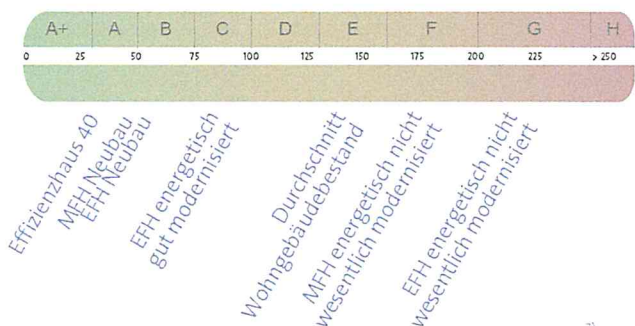 A+ A B C D E F G H
0 25 50 75 100 125 150 175 200 225 > 250
Effizienzhaus 40
MFH Neubau
EFH Neubau
EFH energetisch
gut modernisiert
Durchschnitt
Wohngebäudebestand
MFH energetisch nicht
wesentlich modernisiert
EFH energetisch nicht
wesentlich modernisiert